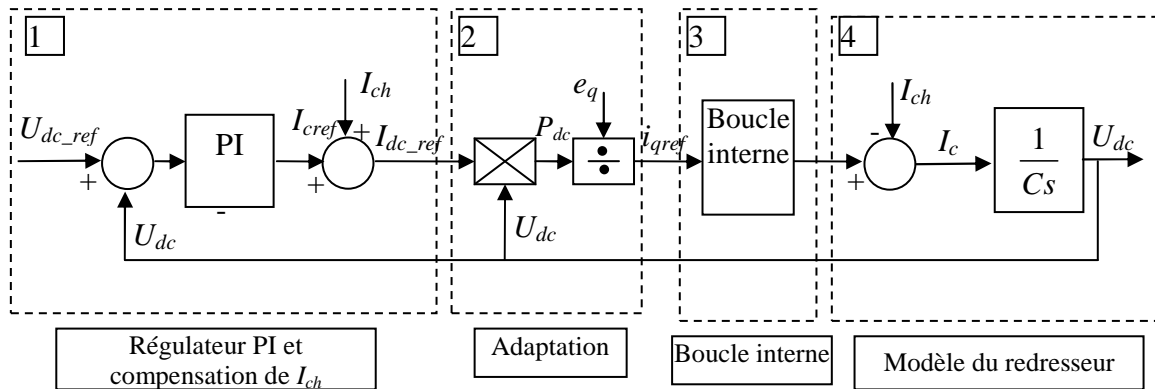 1
2
3
4
I_ch
e_q
I_ch
U_dc_ref
PI
I_cref
+
I_dc_ref
P_dc
i_qref
Boucle
interne
-
I_c
1
Cs
U_dc
+
+
+
-
U_dc
U_dc
Régulateur PI et
compensation de I_ch
Adaptation
Boucle interne
Modèle du redresseur